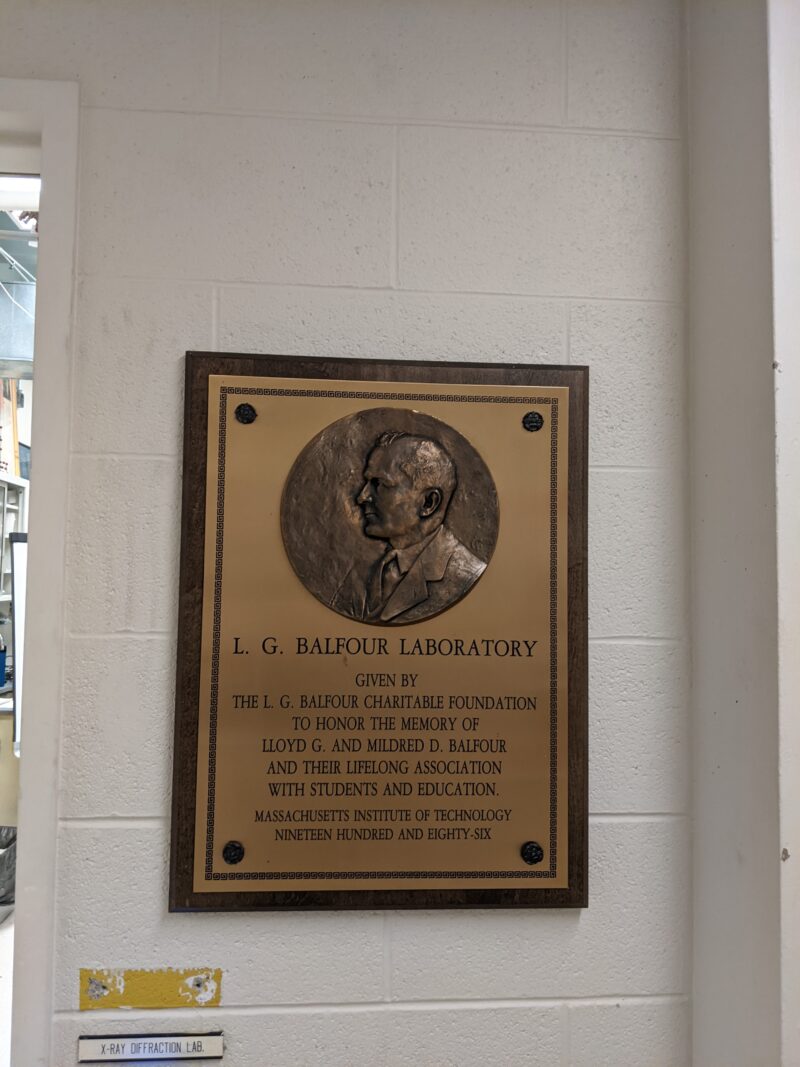 L. G. BALFOUR LABORATORY
GIVEN BY
THE L. G. BALFOUR CHARITABLE FOUNDATION
TO HONOR THE MEMORY OF
LLOYD G. AND MILDRED D. BALFOUR
AND THEIR LIFELONG ASSOCIATION
WITH STUDENTS AND EDUCATION.
MASSACHUSETTS INSTITUTE OF TECHNOLOGY
NINETEEN HUNDRED AND EIGHTY-SIX
X-RAY DIFFRACTION LAB.